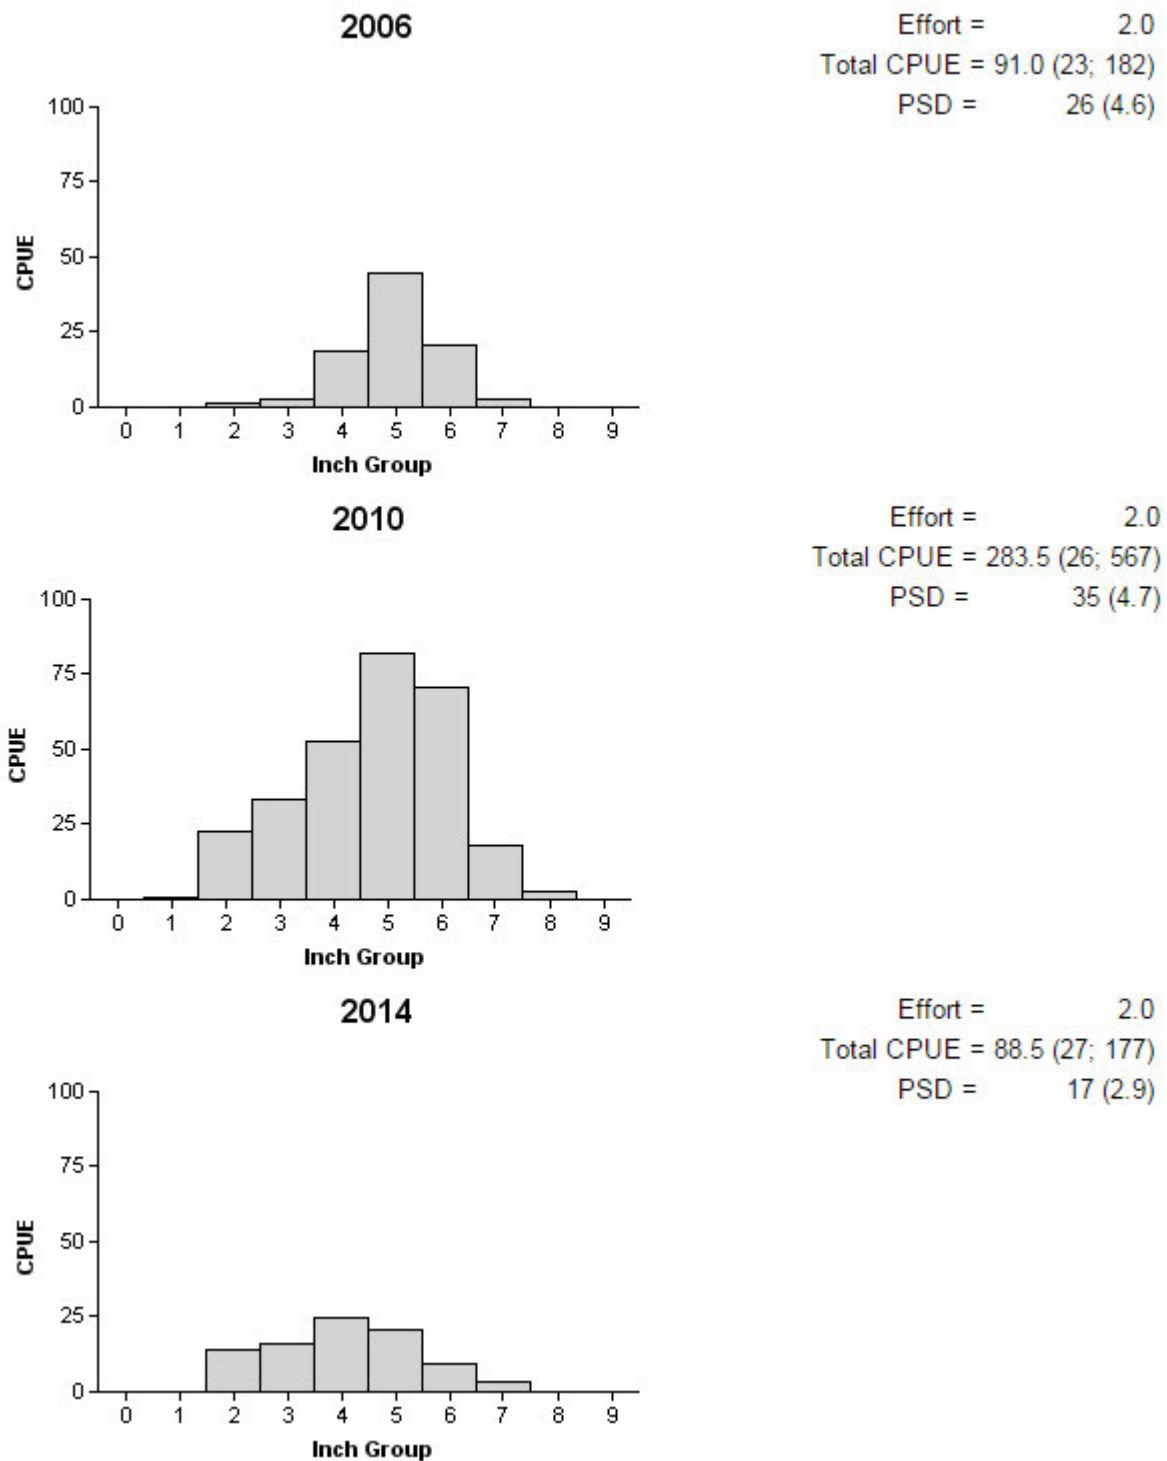 2006
Effort = 2.0
Total CPUE = 91.0 (23; 182)
PSD = 26 (4.6)
100
75
50
25
0
CPUE
0 1 2 3 4 5 6 7 8 9
Inch Group
2010
Effort = 2.0
Total CPUE = 283.5 (26; 567)
PSD = 35 (4.7)
100
75
50
25
0
CPUE
0 1 2 3 4 5 6 7 8 9
Inch Group
2014
Effort = 2.0
Total CPUE = 88.5 (27; 177)
PSD = 17 (2.9)
100
75
50
25
0
CPUE
0 1 2 3 4 5 6 7 8 9
Inch Group